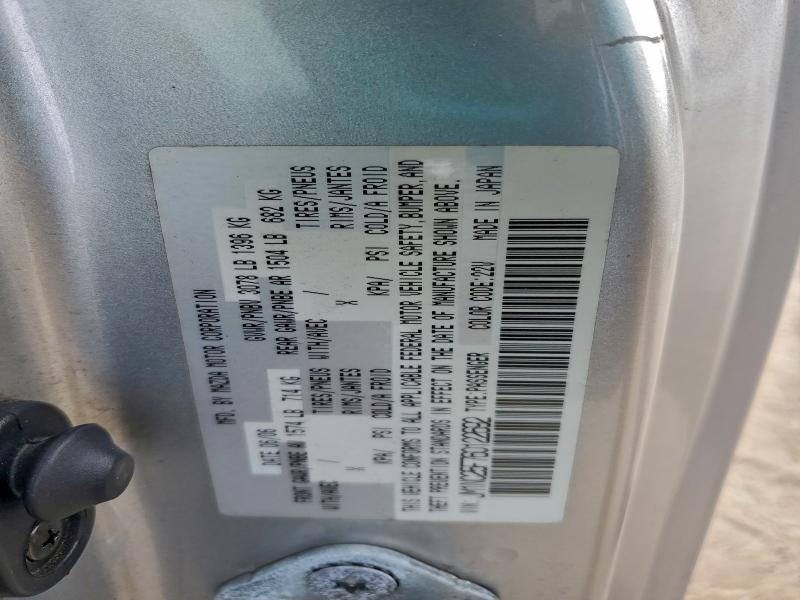 MFD. BY MAZDA MOTOR CORPORATION
DATE 06/06 GVWR/PNBV 3078 LB 1396 KG
FRONT GAWR/PNBE AV 1574 LB 714 KG REAR GAWR/PNBE AR 1504 LB 682 KG
TIRES/PNEUS TIRES/PNEUS
WITH/AVEC / RIMS/JANTES WITH/AVEC / RIMS/JANTES
X X
KPA/ PSI COLD/A FROID KPA/ PSI COLD/A FROID
THIS VEHICLE CONFORMS TO ALL APPLICABLE FEDERAL MOTOR VEHICLE SAFETY, BUMPER, AND
THEFT PREVENTION STANDARDS IN EFFECT ON THE DATE OF MANUFACTURE SHOWN ABOVE.
VIN: TYPE:PASSENGER COLOR CODE:22V MADE IN JAPAN